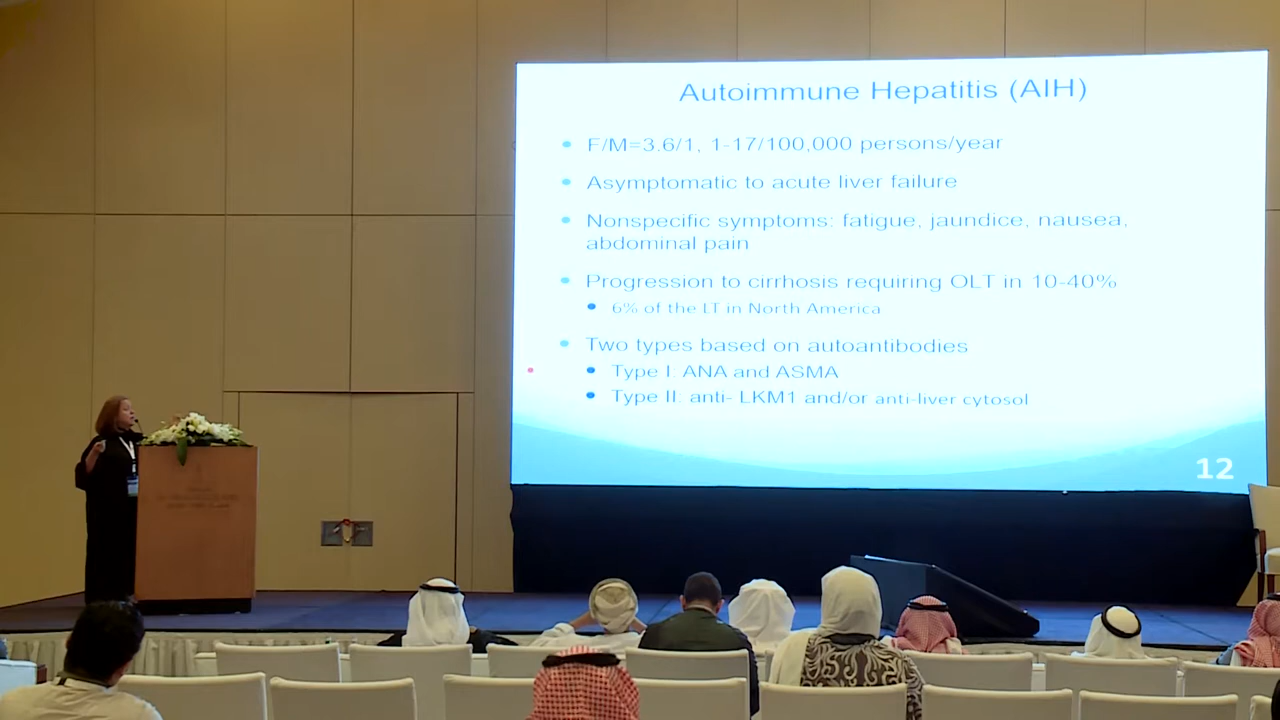 Autoimmune Hepatitis (AIH)
F/M=3.6/1, 1-17/100,000 persons/year
Asymptomatic to acute liver failure
Nonspecific symptoms: fatigue, jaundice, nausea,
abdominal pain
Progression to cirrhosis requiring OLT in 10-40%
6% of the LT in North America
Two types based on autoantibodies
Type I: ANA and ASMA
Type II: anti- LKM1 and/or anti-liver cytosol
12